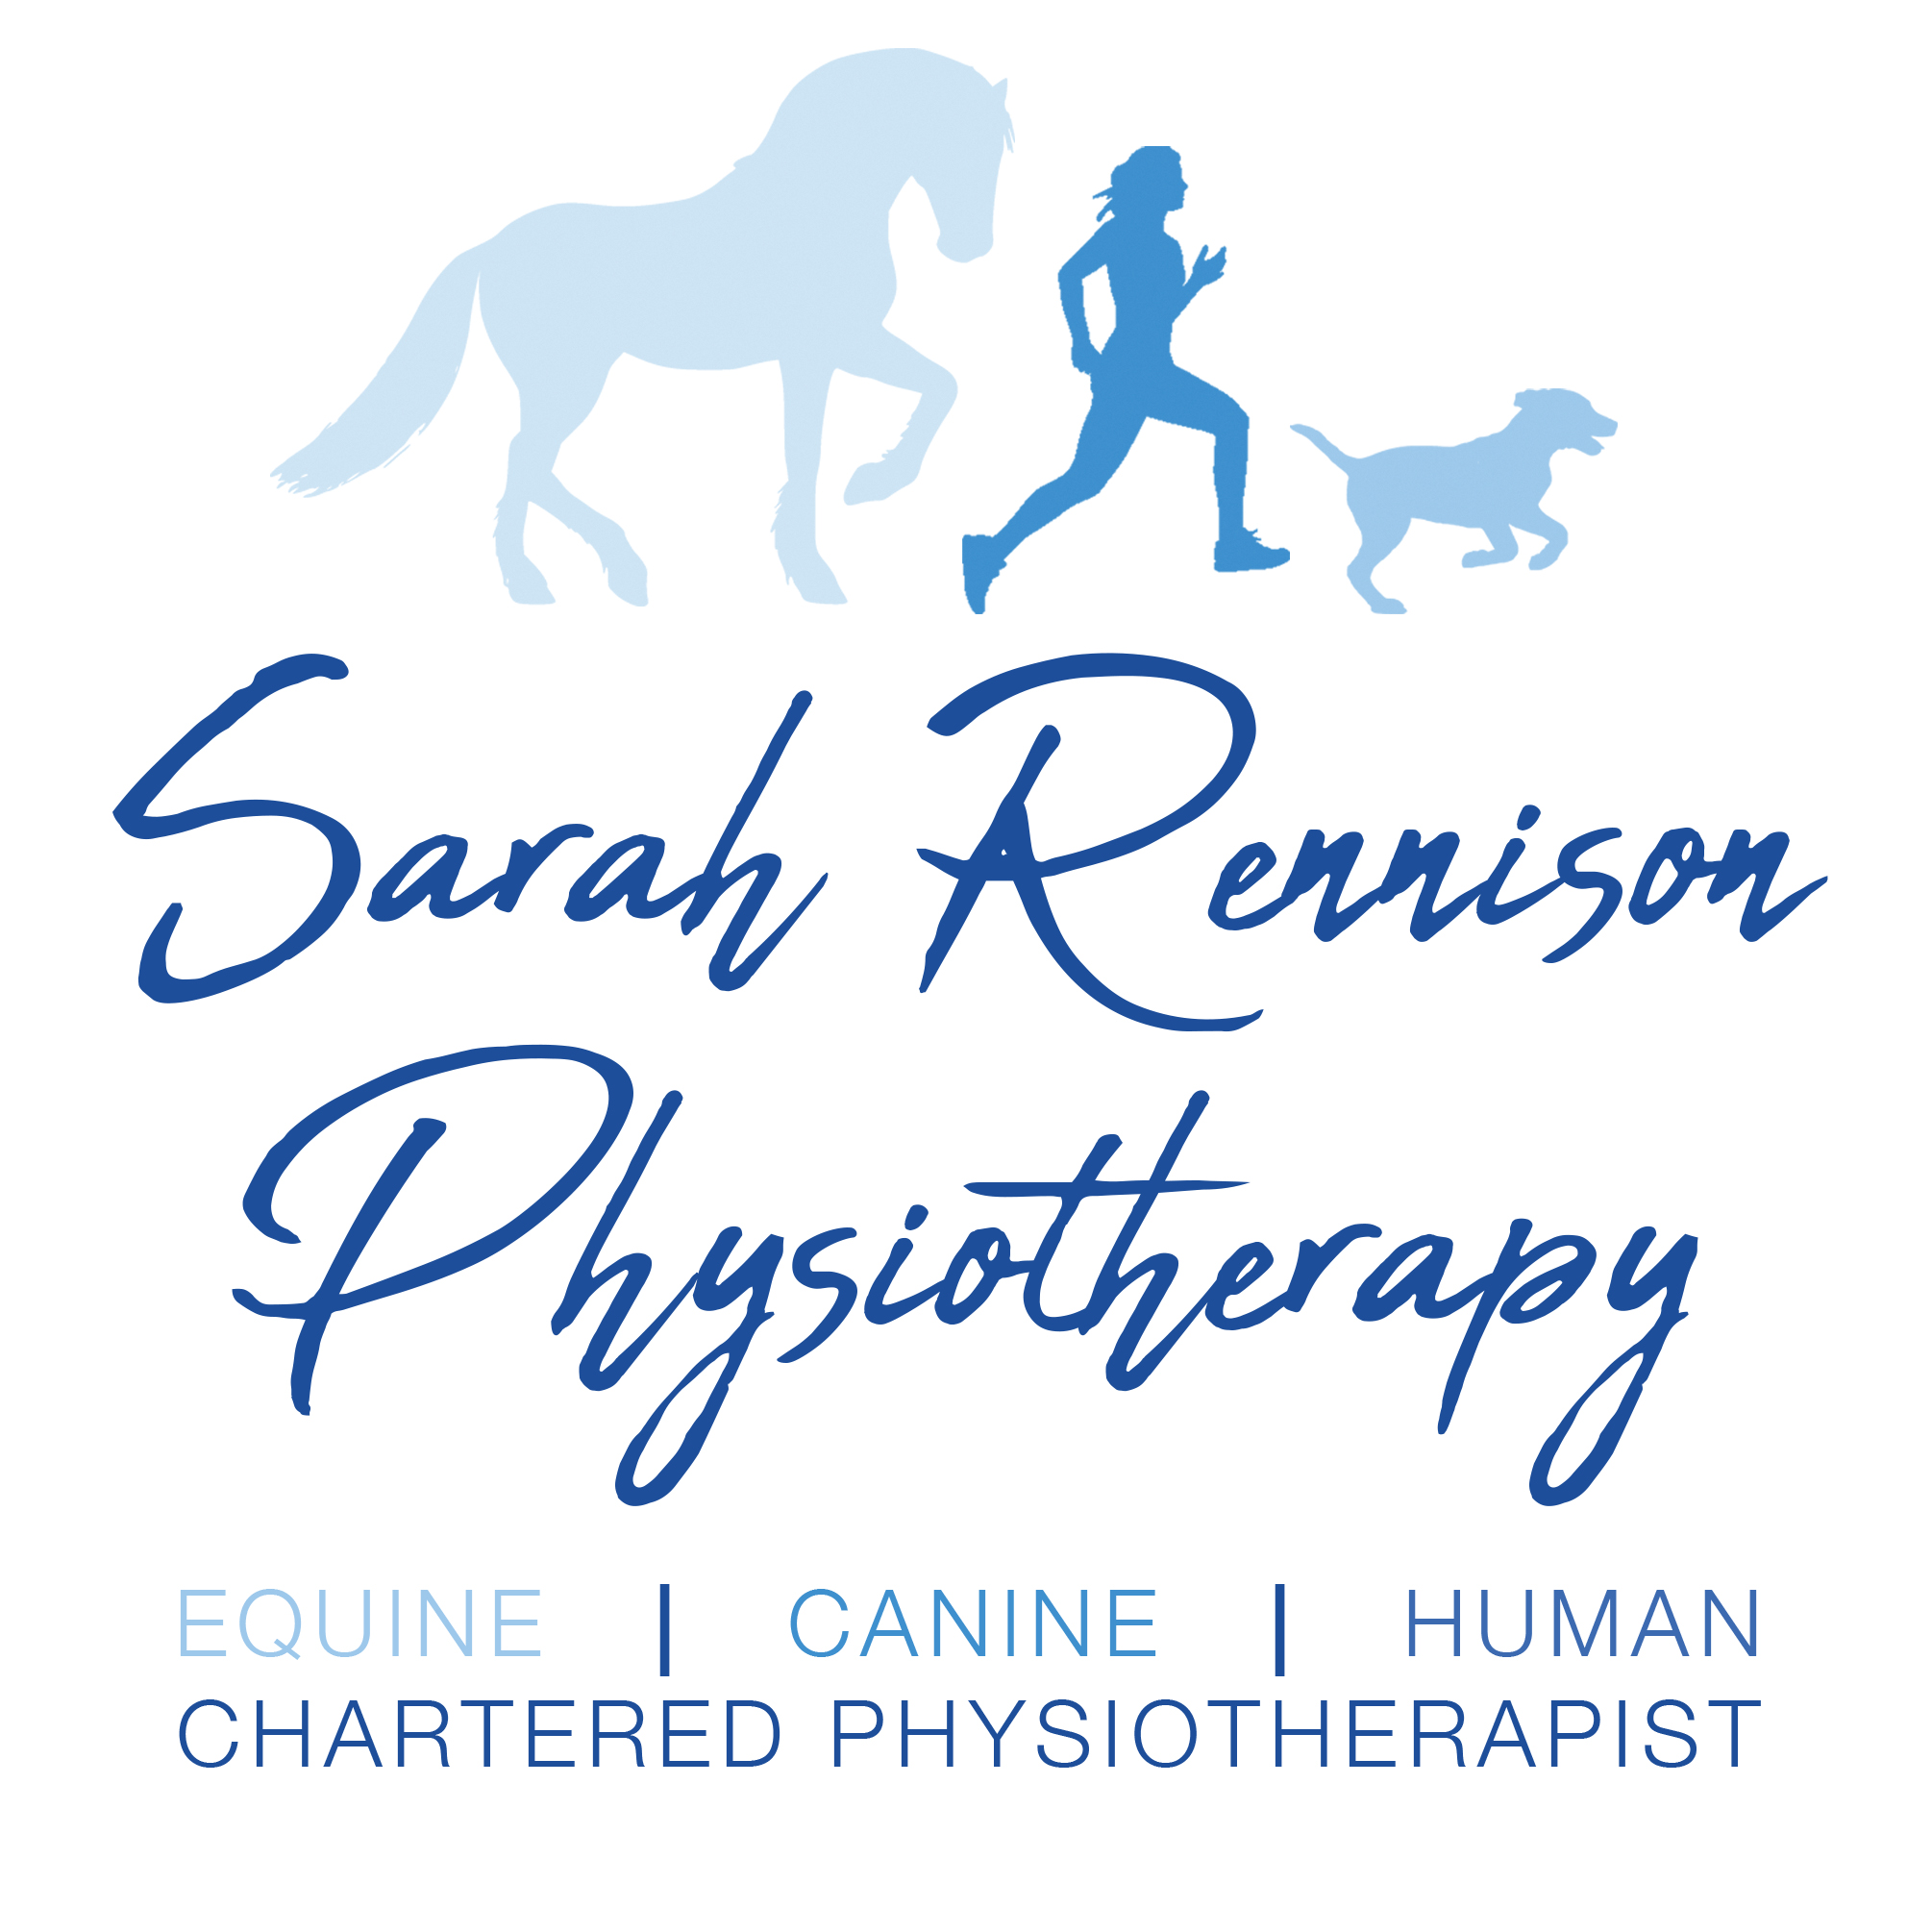 Sarah Rennison
Physiotherapy
EQUINE | CANINE | HUMAN
CHARTERED PHYSIOTHERAPIST